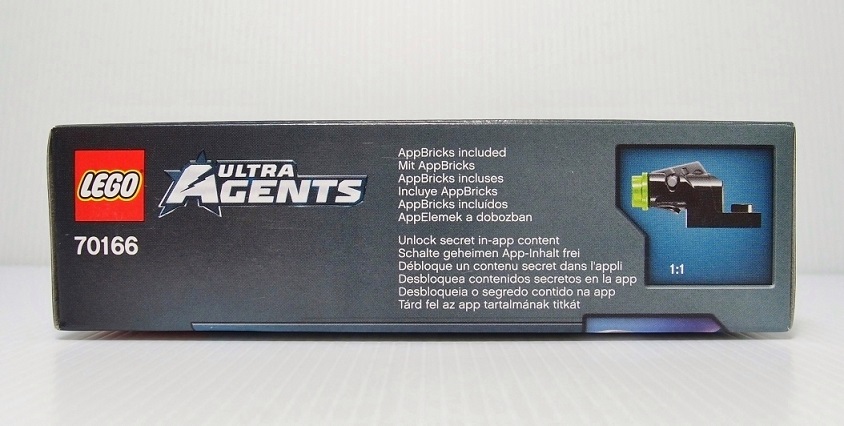 LEGO
ULTRA
AGENTS
70166
AppBricks included
Mit AppBricks
AppBricks incluses
Incluye AppBricks
AppBricks incluídos
AppElemek a dobozban
Unlock secret in-app content
Schalte geheimen App-Inhalt frei
Débloque un contenu secret dans l'appli
Desbloquea contenidos secretos en la app
Desbloqueia o segredo contido na app
Tárd fel az app tartalmának titkát
1:1